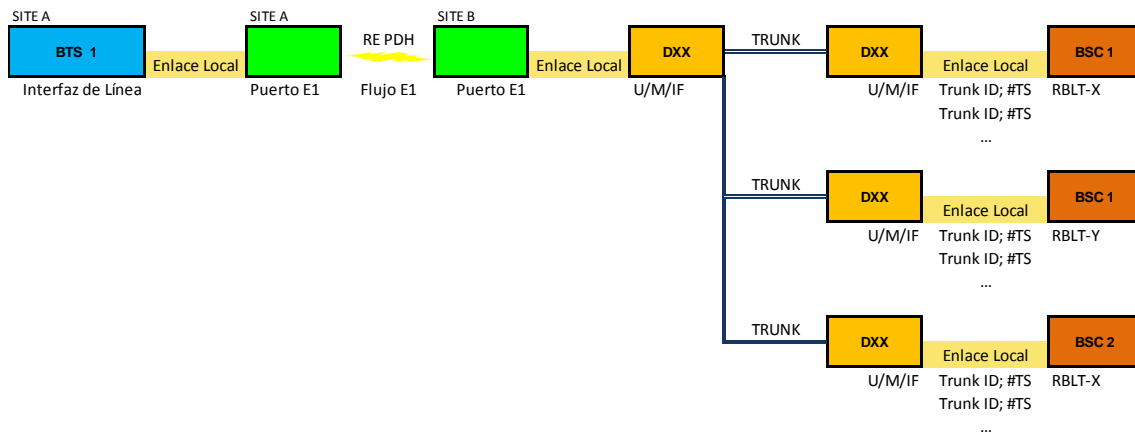 SITE A SITE A SITE B
RE PDH TRUNK
BTS 1 DXX DXX BSC 1
Enlace Local Enlace Local Enlace Local
Interfaz de Línea Puerto E1 Flujo E1 Puerto E1 U/M/IF U/M/IF Trunk ID; #TS RBLT-X
Trunk ID; #TS
...
TRUNK
DXX BSC 1
Enlace Local
U/M/IF Trunk ID; #TS RBLT-Y
Trunk ID; #TS
...
TRUNK
DXX BSC 2
Enlace Local
U/M/IF Trunk ID; #TS RBLT-X
Trunk ID; #TS
...